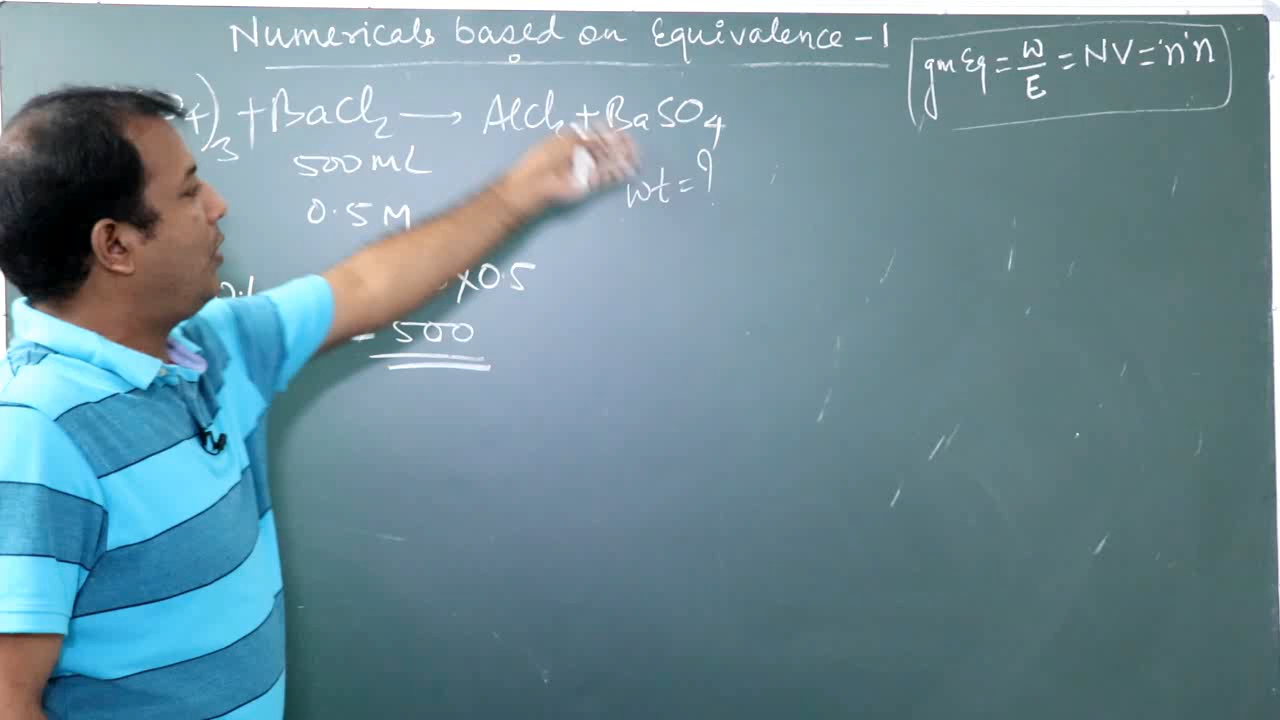 Numericals based on Equivalence-1
gm Eq = W/E = NV = 'n' n
)3 + BaCl2 → AlCl3 + BaSO4
500 mL
wt = ?
0.5 M
× 0.5
= 500